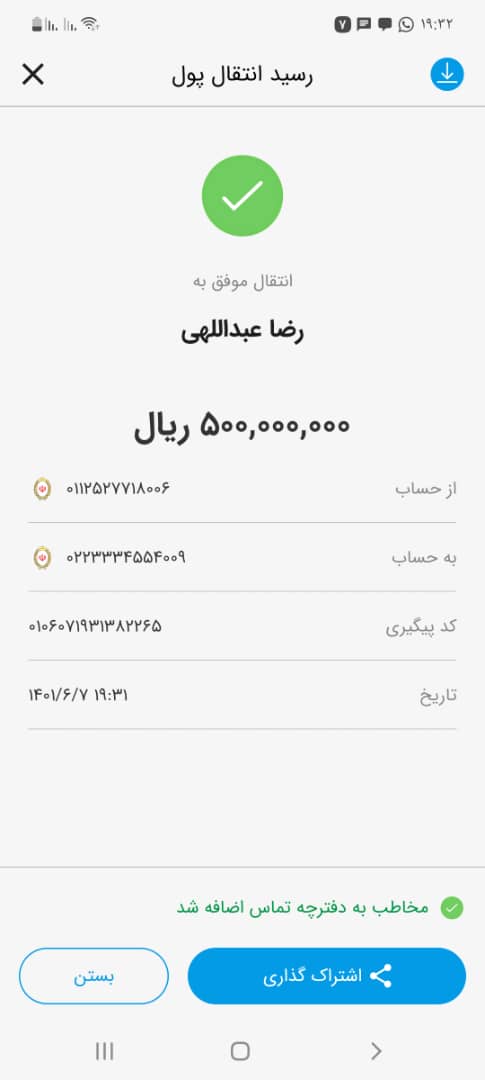 ۱۹:۳۲
۷
رسید انتقال پول
انتقال موفق به
رضا عبداللهی
۵۰۰,۰۰۰,۰۰۰ ریال
از حساب ۰۱۱۲۵۲۷۷۱۸۰۰۶
به حساب ۰۲۲۳۳۳۴۵۵۴۰۰۹
کد پیگیری ۰۱۰۶۰۷۱۹۳۱۳۸۲۲۶۵
تاریخ ۱۴۰۱/۶/۷ ۱۹:۳۱
مخاطب به دفترچه تماس اضافه شد
اشتراک گذاری
بستن